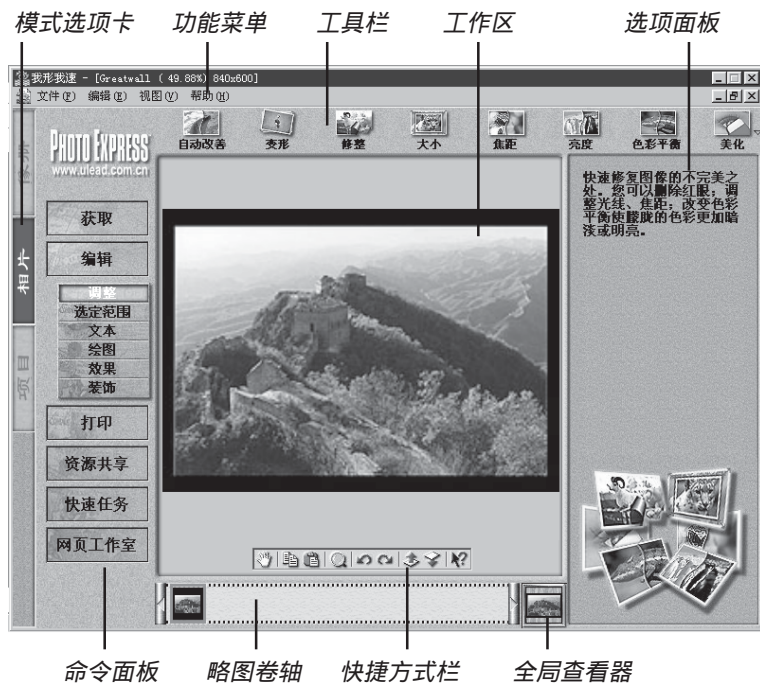 模式选项卡 功能菜单 工具栏 工作区 选项面板
我形我速 - [Greatwall ( 49.88%) 840x600]
文件(F) 编辑(E) 视图(V) 帮助(H)
自动改善 变形 修整 大小 焦距 亮度 色彩平衡 美化
PHOTO EXPRESS
www.ulead.com.cn
快速修复图像的不完美之
处。您可以删除红眼；调
整光线、焦距；改变色彩
平衡使朦胧的色彩更加暗
淡或明亮。
相片
项目
获取
编辑
调整
选定范围
文本
绘图
效果
装饰
打印
资源共享
快速任务
网页工作室
命令面板 略图卷轴 快捷方式栏 全局查看器